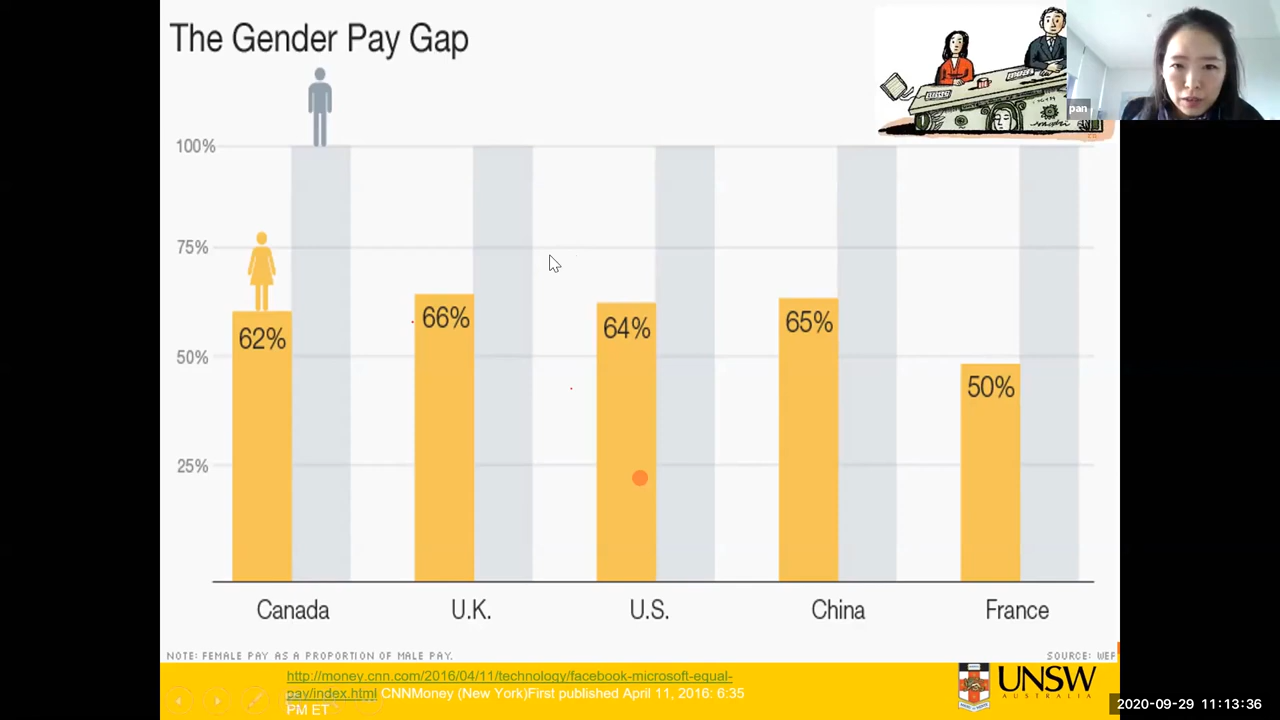 The Gender Pay Gap
pan
100%
75%
50%
25%
62%
66%
64%
65%
50%
Canada
U.K.
U.S.
China
France
NOTE: FEMALE PAY AS A PROPORTION OF MALE PAY.
SOURCE: WEF
http://money.cnn.com/2016/04/11/technology/facebook-microsoft-equal-
pay/index.html CNNMoney (New York)First published April 11, 2016: 6:35
PM ET
UNSW
AUSTRALIA
2020-09-29 11:13:36